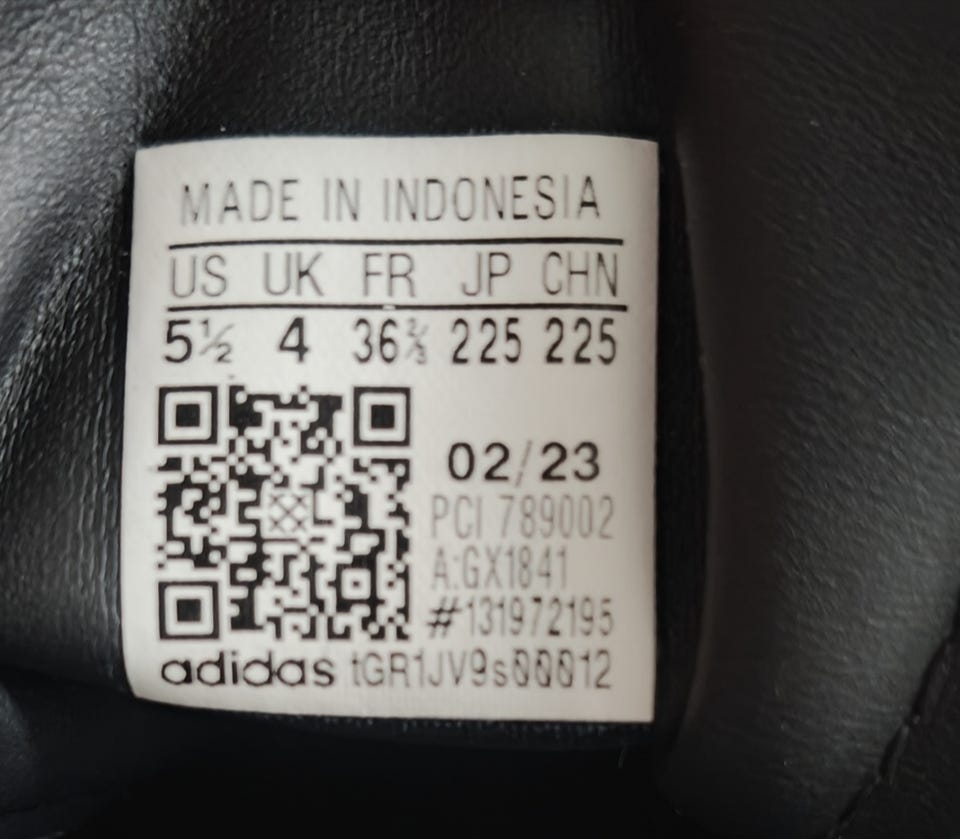 MADE IN INDONESIA
US UK FR JP CHN
5½ 4 36⅔ 225 225
02/23
PCI 789002
A:GX1841
#131972195
adidas tGR1JV9s00012